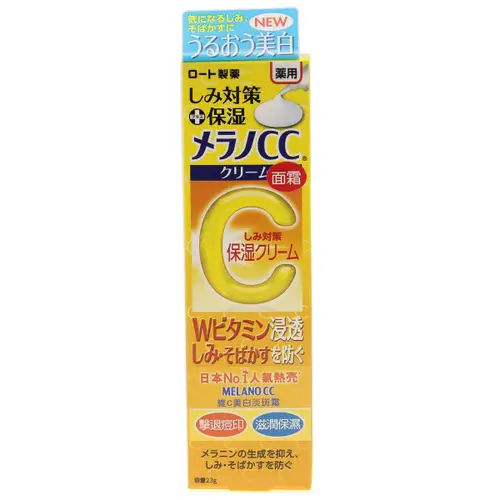 気になるしみ、
そばかすに
NEW
うるおう美白
ロート製薬
薬用
しみ対策
保湿
メラノCC®
クリーム
面霜
C
しみ対策
保湿クリーム
Wビタミン浸透
しみ・そばかすを防ぐ
日本No.1人氣熱売
MELANO CC
維C美白淡斑霜
擊退痘印
滋潤保濕
メラニンの生成を抑え、
しみ・そばかすを防ぐ
容量23g